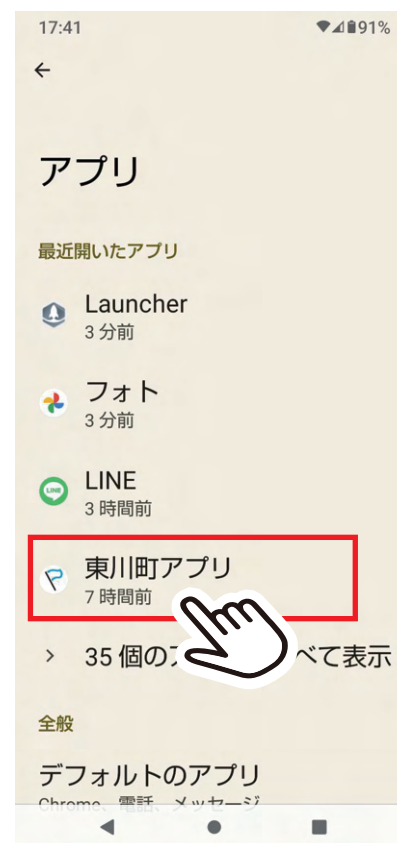 17:41 91%
アプリ
最近開いたアプリ
Launcher
3 分前
フォト
3 分前
LINE
LINE
3 時間前
東川町アプリ
7 時間前
35 個の べて表示
全般
デフォルトのアプリ
Chrome、電話、メッセージ